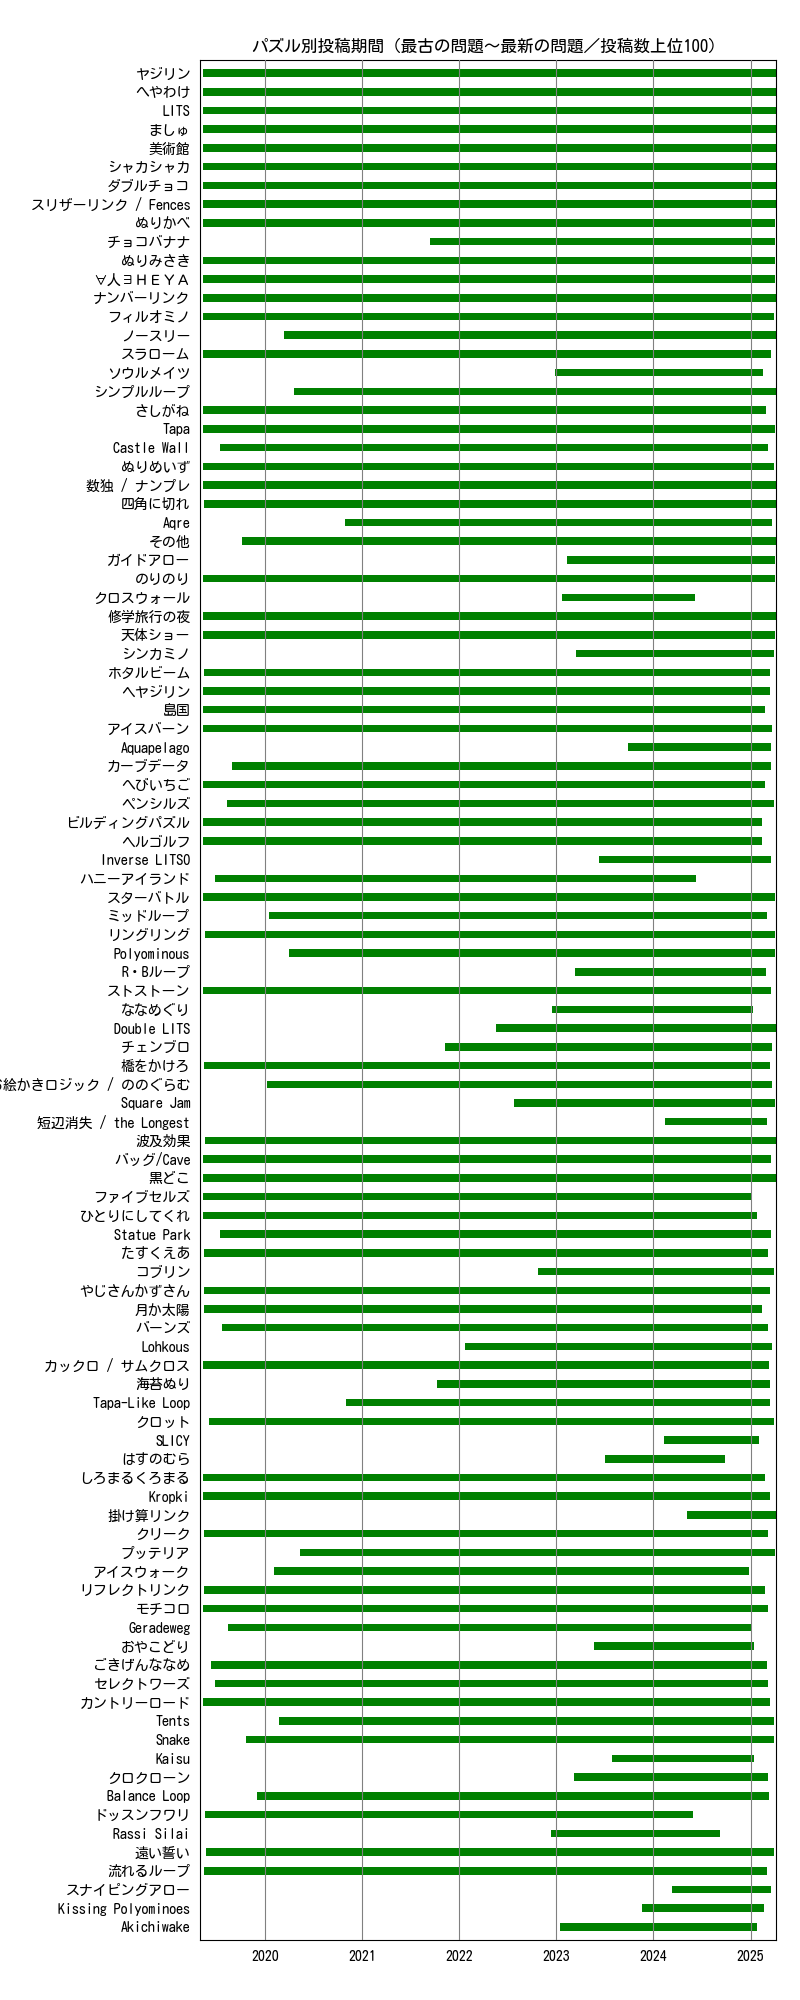 パズル別投稿期間（最古の問題～最新の問題／投稿数上位100）
ヤジリン
へやわけ
LITS
ましゅ
美術館
シャカシャカ
ダブルチョコ
スリザーリンク / Fences
ぬりかべ
チョコバナナ
ぬりみさき
∀人∃ＨＥＹＡ
ナンバーリンク
フィルオミノ
ノースリー
スラローム
ソウルメイツ
シンプルループ
さしがね
Tapa
Castle Wall
ぬりめいず
数独 / ナンプレ
四角に切れ
Aqre
その他
ガイドアロー
のりのり
クロスウォール
修学旅行の夜
天体ショー
シンカミノ
ホタルビーム
ヘヤジリン
島国
アイスバーン
Aquapelago
カーブデータ
へびいちご
ペンシルズ
ビルディングパズル
ヘルゴルフ
Inverse LITSO
ハニーアイランド
スターバトル
ミッドループ
リングリング
Polyominous
R・Bループ
ストストーン
ななめぐり
Double LITS
チェンブロ
橋をかけろ
絵かきロジック / ののぐらむ
Square Jam
短辺消失 / the Longest
波及効果
バッグ/Cave
黒どこ
ファイブセルズ
ひとりにしてくれ
Statue Park
たすくえあ
コブリン
やじさんかずさん
月か太陽
バーンズ
Lohkous
カックロ / サムクロス
海苔ぬり
Tapa-Like Loop
クロット
SLICY
はすのむら
しろまるくろまる
Kropki
掛け算リンク
クリーク
プッテリア
アイスウォーク
リフレクトリンク
モチコロ
Geradeweg
おやこどり
ごきげんななめ
セレクトワーズ
カントリーロード
Tents
Snake
Kaisu
クロクローン
Balance Loop
ドッスンフワリ
Rassi Silai
遠い誓い
流れるループ
スナイピングアロー
Kissing Polyominoes
Akichiwake
2020 2021 2022 2023 2024 2025